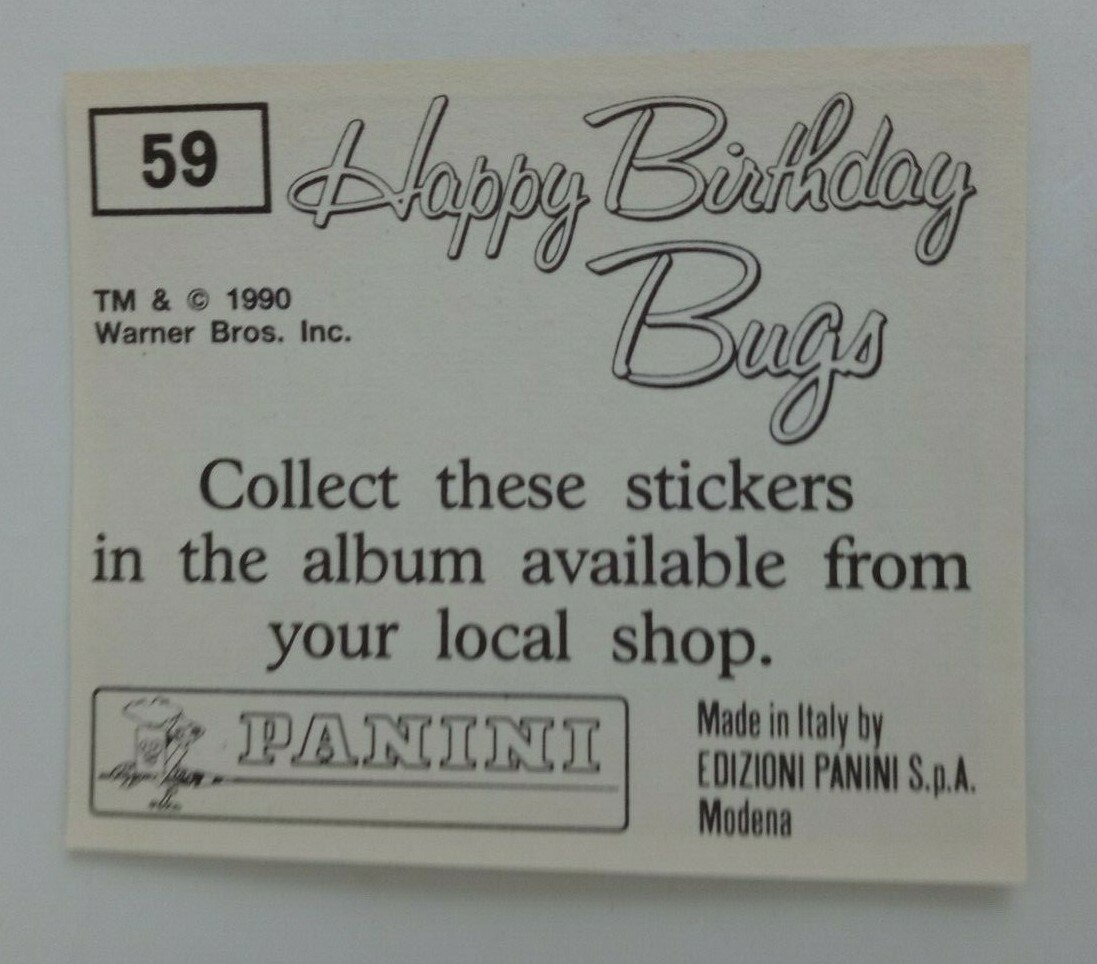 59
Happy Birthday
Bugs
TM & © 1990
Warner Bros. Inc.
Collect these stickers
in the album available from
your local shop.
PANINI
Made in Italy by
EDIZIONI PANINI S.p.A.
Modena